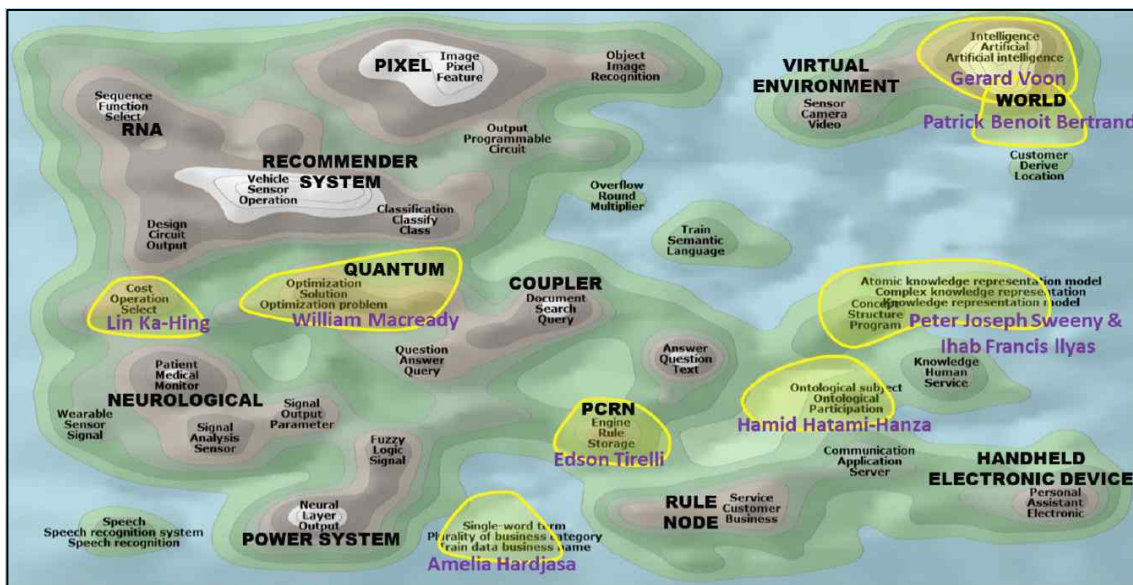 PIXEL
Image
Pixel
Feature
Object
Image
Recognition
VIRTUAL
ENVIRONMENT
Sensor
Camera
Video
Intelligence
Artificial
Artificial intelligence
Gerard Voon
WORLD
Patrick Benoit Bertrand
Customer
Derive
Location
Sequence
Function
Select
RNA
Output
Programmable
Circuit
RECOMMENDER
SYSTEM
Vehicle
Sensor
Operation
Classification
Classify
Class
Overflow
Round
Multiplier
Design
Circuit
Output
Train
Semantic
Language
Cost
Operation
Select
Lin Ka-Hing
QUANTUM
Optimization
Solution
Optimization problem
William Macready
COUPLER
Document
Search
Query
Atomic knowledge representation model
Complex knowledge representation
Knowledge representation model
Concept
Structure
Program
Peter Joseph Sweeny &
Ihab Francis Ilyas
Question
Answer
Query
Answer
Question
Text
Knowledge
Human
Service
Patient
Medical
Monitor
NEUROLOGICAL
Wearable
Sensor
Signal
Signal
Analysis
Sensor
Signal
Output
Parameter
Fuzzy
Logic
Signal
PCRN
Engine
Rule
Storage
Edson Tirelli
Ontological subject
Ontological
Participation
Hamid Hatami-Hanza
Communication
Application
Server
HANDHELD
ELECTRONIC DEVICE
Personal
Assistant
Electronic
RULE
NODE
Service
Customer
Business
Neural
Layer
Output
POWER SYSTEM
Speech
Speech recognition system
Speech recognition
Single-word term
Plurality of business category
Train data business name
Amelia Hardjasa